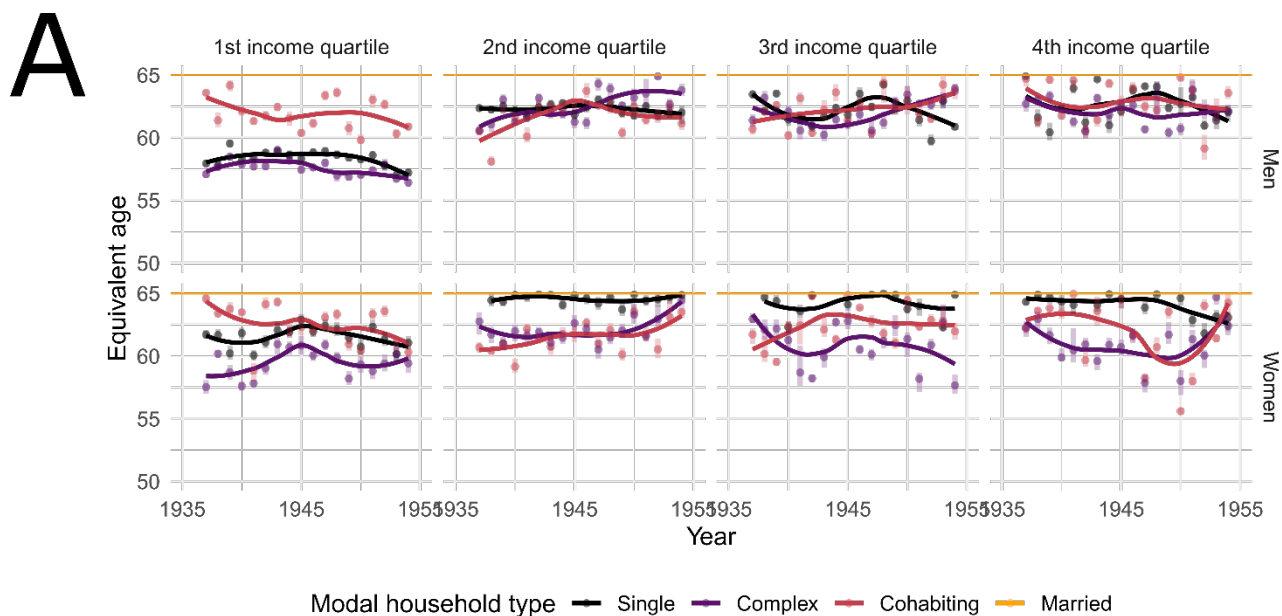 A
1st income quartile 2nd income quartile 3rd income quartile 4th income quartile
65
60
55
50
Men
65
60
55
50
Women
Equivalent age
1935 1945 1955 1935 1945 1955 1935 1945 1955 1935 1945 1955
Year
Modal household type Single Complex Cohabiting Married